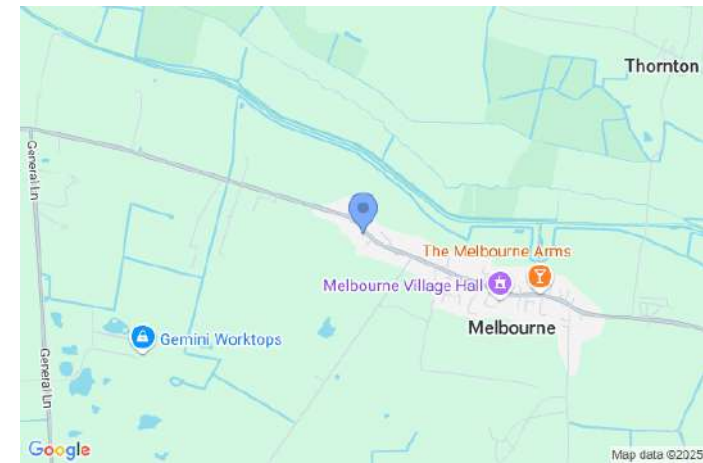 Thornton
General Ln
The Melbourne Arms
Melbourne Village Hall
Melbourne
Gemini Worktops
General Ln
Google
Map data ©2025